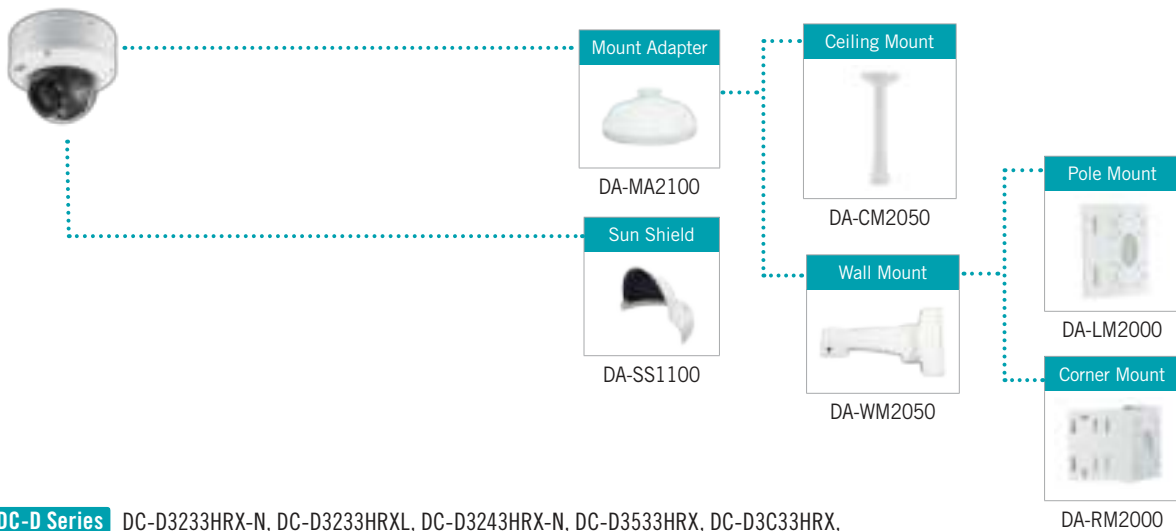 Mount Adapter
DA-MA2100
Ceiling Mount
DA-CM2050
Sun Shield
DA-SS1100
Wall Mount
DA-WM2050
Pole Mount
DA-LM2000
Corner Mount
DA-RM2000
DC-D Series DC-D3233HRX-N, DC-D3233HRXL, DC-D3243HRX-N, DC-D3533HRX, DC-D3C33HRX,